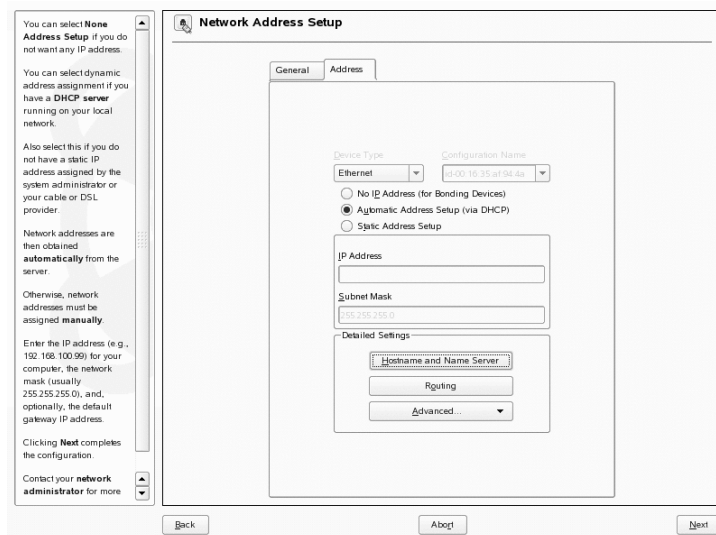 You can select None
Address Setup if you do
not want any IP address.
You can select dynamic
address assignment if you
have a DHCP server
running on your local
network.
Also select this if you do
not have a static IP
address assigned by the
system administrator or
your cable or DSL
provider.
Network addresses are
then obtained
automatically from the
server.
Otherwise, network
addresses must be
assigned manually.
Enter the IP address (e.g.,
192.168.100.99) for your
computer, the network
mask (usually
255.255.255.0), and,
optionally, the default
gateway IP address.
Clicking Next completes
the configuration.
Contact your network
administrator for more
Network Address Setup
General Address
Device Type Configuration Name
Ethernet id-00:16:35:af:94:4a
No IP Address (for Bonding Devices)
Automatic Address Setup (via DHCP)
Static Address Setup
IP Address
Subnet Mask
255.255.255.0
Detailed Settings
Hostname and Name Server
Routing
Advanced...
Back Abort Next